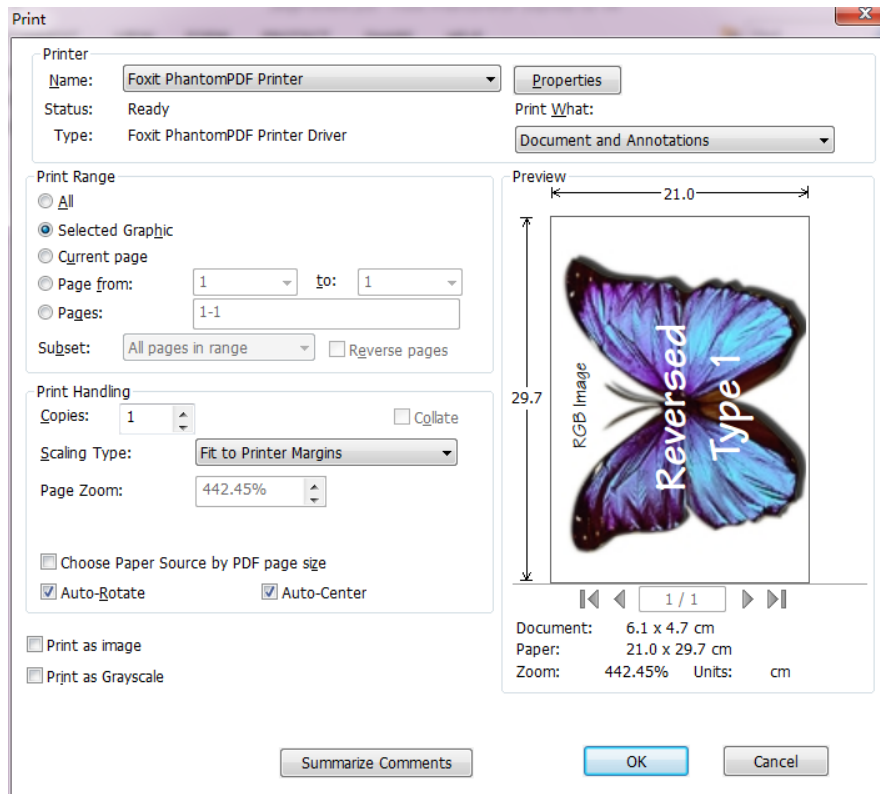 Print
Printer
Name: Foxit PhantomPDF Printer Properties
Status: Ready Print What:
Type: Foxit PhantomPDF Printer Driver Document and Annotations
Print Range
All
Selected Graphic
Current page
Page from: 1 to: 1
Pages: 1-1
Subset: All pages in range Reverse pages
Print Handling
Copies: 1 Collate
Scaling Type: Fit to Printer Margins
Page Zoom: 442.45%
Choose Paper Source by PDF page size
Auto-Rotate Auto-Center
Print as image
Print as Grayscale
Preview
21.0
29.7
RGB Image
Reversed
Type 1
1 / 1
Document: 6.1 x 4.7 cm
Paper: 21.0 x 29.7 cm
Zoom: 442.45% Units: cm
Summarize Comments OK Cancel